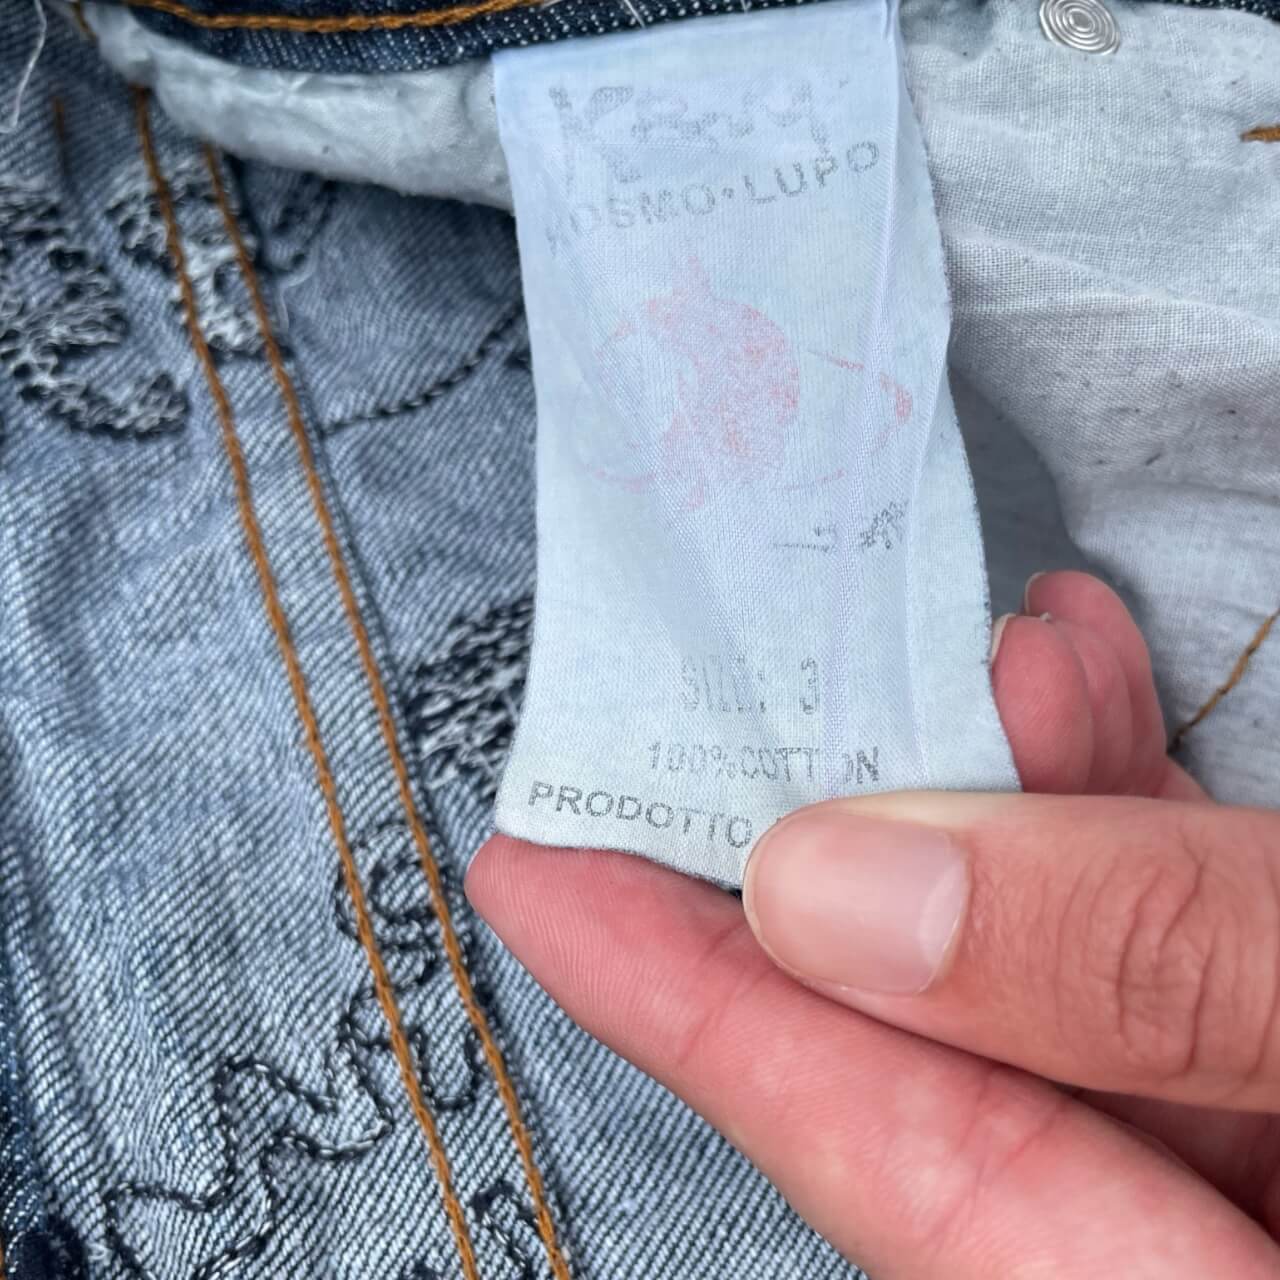 KOSMO•LUPO
SIZE: 3
100%COTTON
PRODOTTO